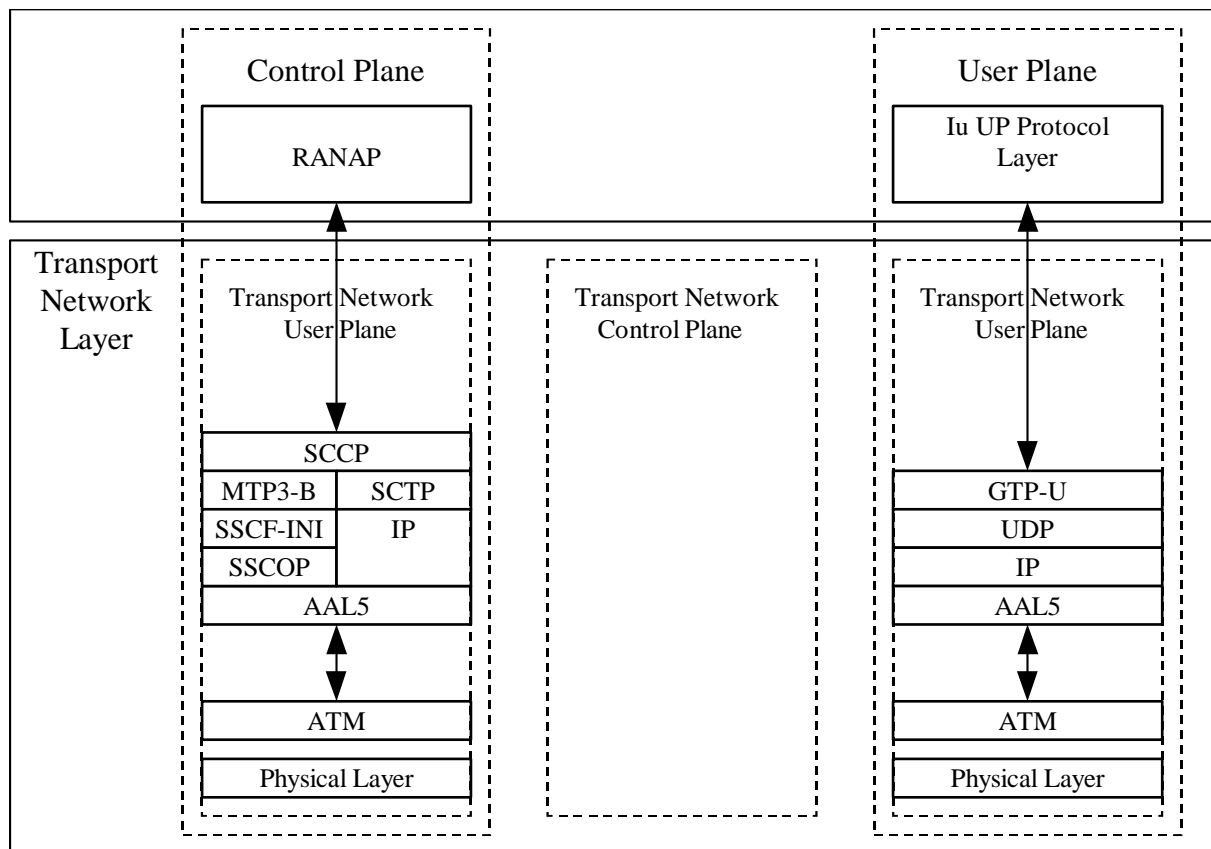 Control Plane
User Plane
RANAP
Iu UP Protocol
Layer
Transport
Network
Layer
Transport Network
User Plane
Transport Network
Control Plane
Transport Network
User Plane
SCCP
MTP3-B
SCTP
SSCF-INI
IP
SSCOP
AAL5
ATM
Physical Layer
GTP-U
UDP
IP
AAL5
ATM
Physical Layer